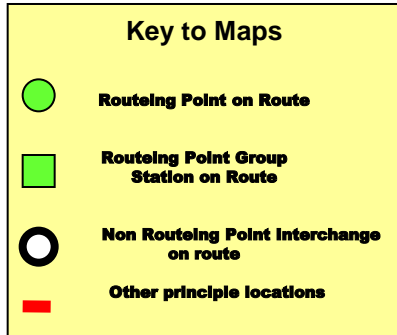 Key to Maps
Routeing Point on Route
Routeing Point Group
Station on Route
Non Routeing Point Interchange
on route
Other principle locations